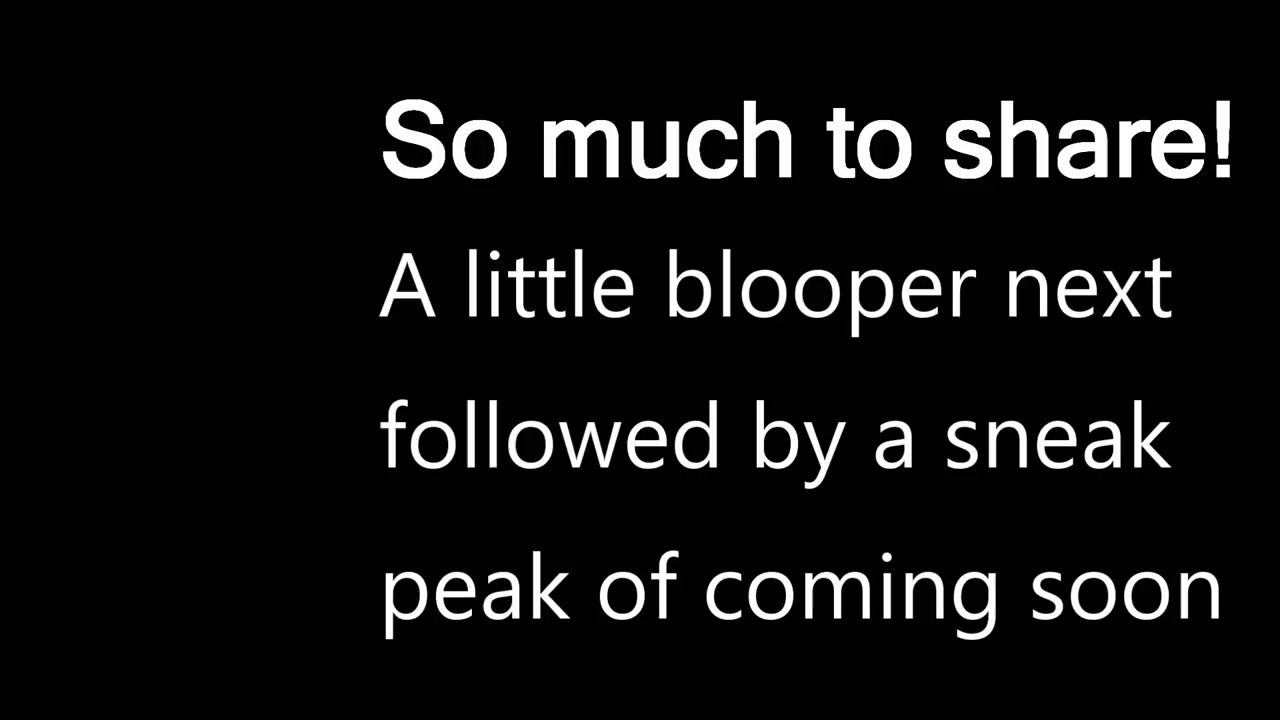 So much to share!
A little blooper next
followed by a sneak
peak of coming soon